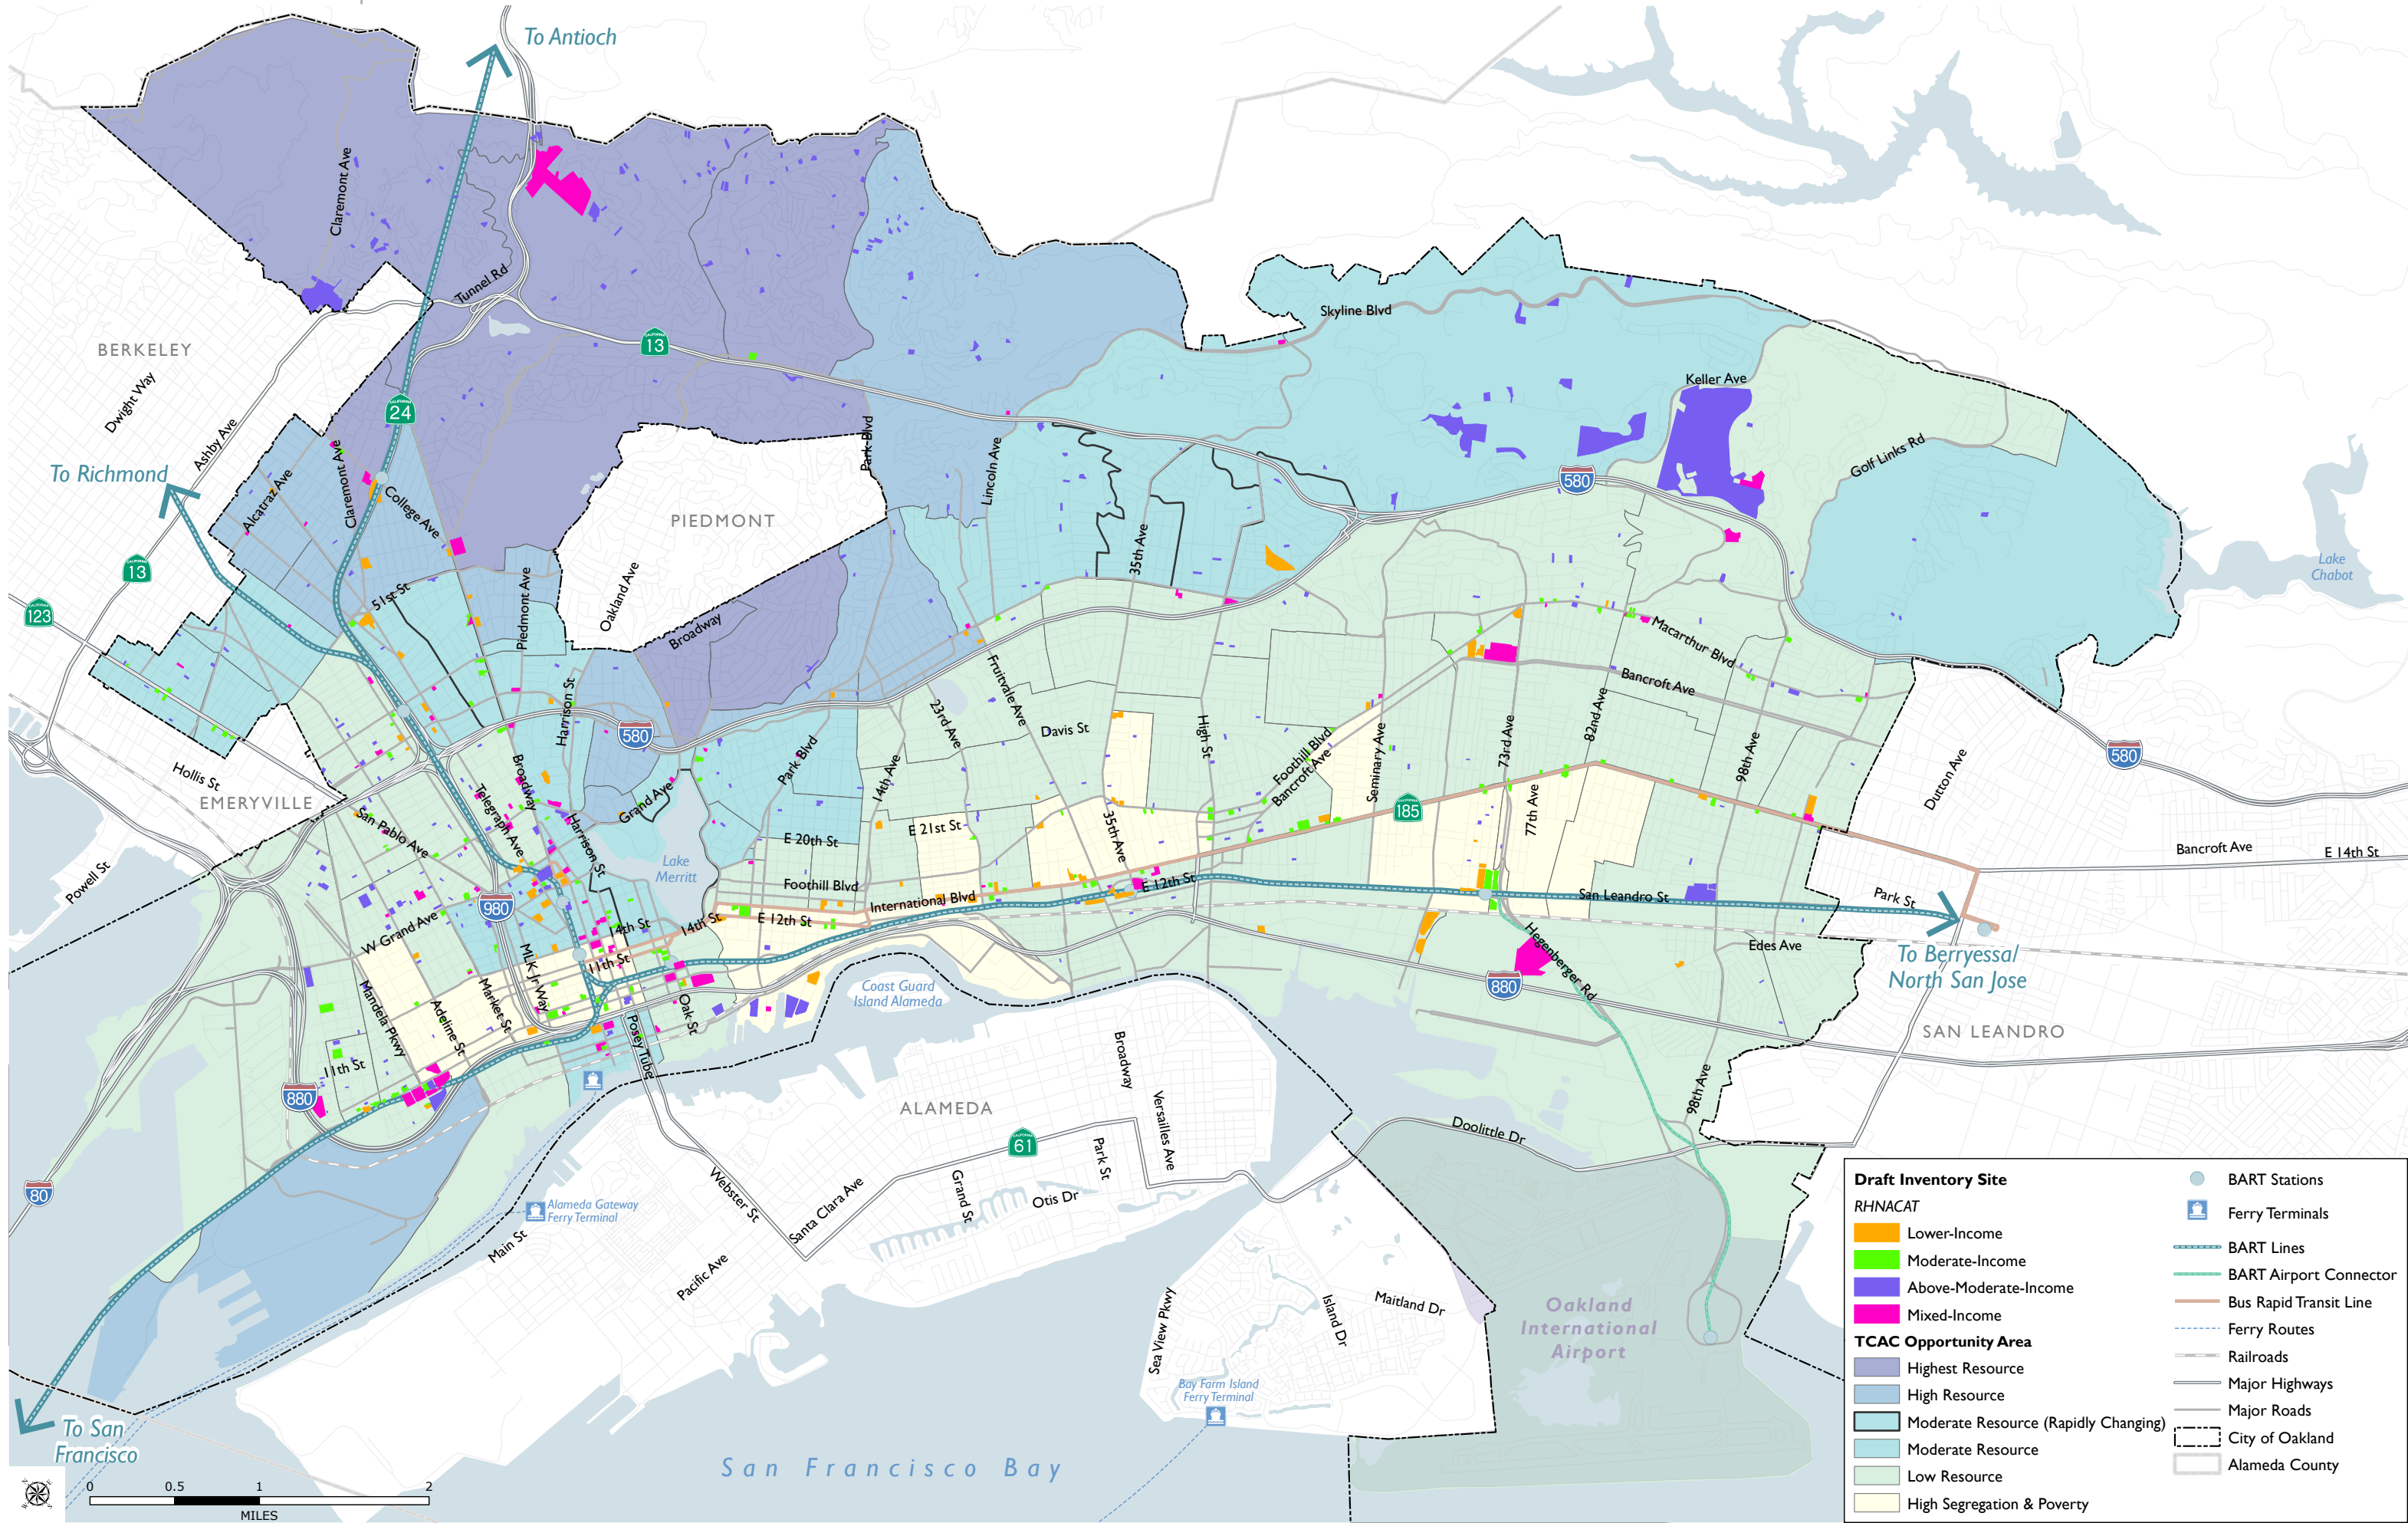 To Antioch
Claremont Ave
Tunnel Rd
13
Skyline Blvd
BERKELEY
Dwight Way
Ashby Ave
24
Keller Ave
To Richmond
Alcatraz Ave
Claremont Ave
College Ave
PIEDMONT
Park Blvd
Lincoln Ave
35th Ave
580
Golf Links Rd
13
123
51st St
Piedmont Ave
Oakland Ave
Broadway
Lake
Chabot
Macarthur Blvd
Bancroft Ave
Hollis St
EMERYVILLE
San Pablo Ave
Telegraph Ave
Broadway
Harrison St
Harrison St
580
Grand Ave
Park Blvd
14th Ave
23rd Ave
Fruitvale Ave
Davis St
High St
Foothill Blvd
Bancroft Ave
Seminary Ave
73rd Ave
82nd Ave
98th Ave
77th Ave
185
580
Dutton Ave
Bancroft Ave
E 14th St
Powell St
Lake
Merritt
E 20th St
E 21st St
35th Ave
Foothill Blvd
International Blvd
E 12th St
E 12th St
San Leandro St
Park St
980
W Grand Ave
14th St
14th St
11th St
MLK Jr Way
Market St
Adeline St
Mandela Pkwy
11th St
Oak St
Posey Tube
Coast Guard
Island Alameda
Hegenberger Rd
880
Edes Ave
To Berryessal
North San Jose
SAN LEANDRO
880
80
ALAMEDA
61
Broadway
Versailles Ave
Park St
Grand St
Otis Dr
Santa Clara Ave
Webster St
Pacific Ave
Main St
Alameda Gateway
Ferry Terminal
Doolittle Dr
98th Ave
Sea View Pkwy
Island Dr
Maitland Dr
Oakland
International
Airport
Bay Farm Island
Ferry Terminal
San Francisco Bay
To San
Francisco
0 0.5 1 2
MILES
Draft Inventory Site
RHNACAT
Lower-Income
Moderate-Income
Above-Moderate-Income
Mixed-Income
TCAC Opportunity Area
Highest Resource
High Resource
Moderate Resource (Rapidly Changing)
Moderate Resource
Low Resource
High Segregation & Poverty
BART Stations
Ferry Terminals
BART Lines
BART Airport Connector
Bus Rapid Transit Line
Ferry Routes
Railroads
Major Highways
Major Roads
City of Oakland
Alameda County